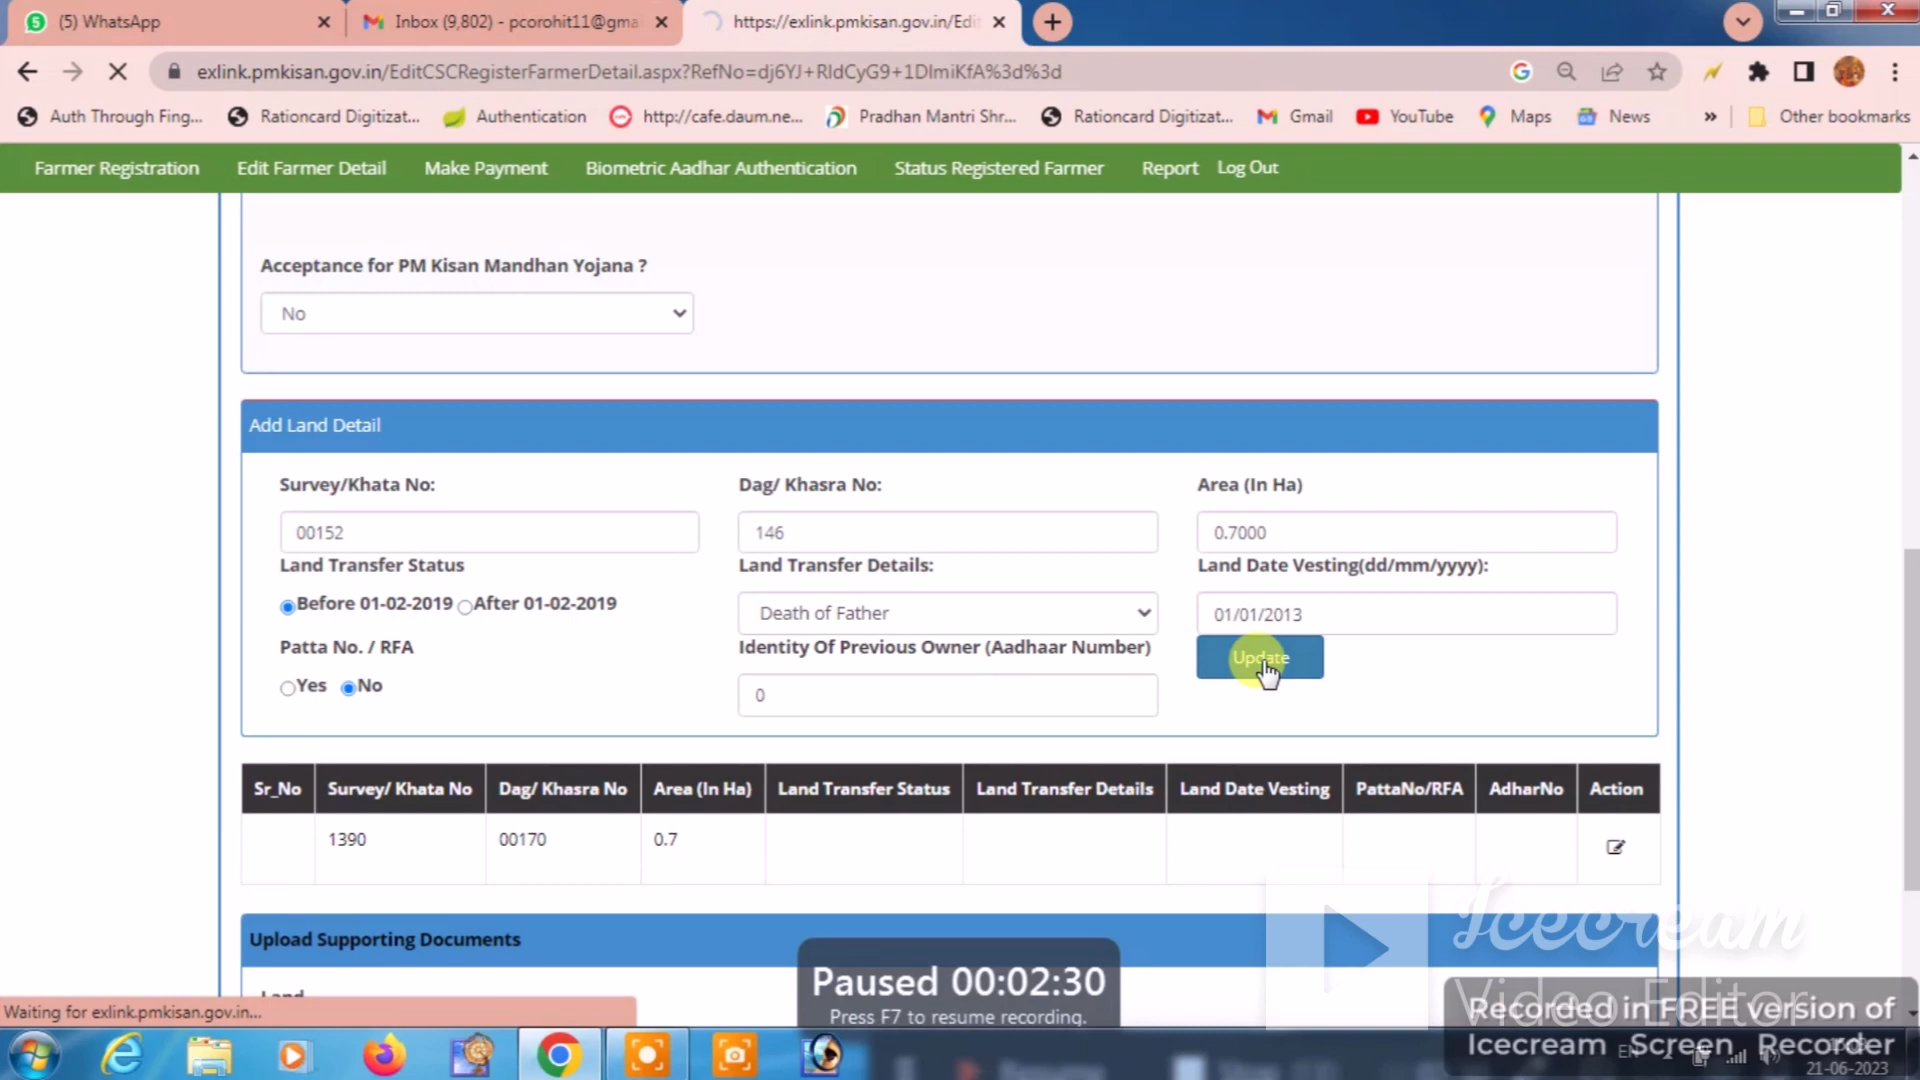 (5) WhatsApp
Inbox (9,802) - pcorohit11@gma
https://exlink.pmkisan.gov.in/Edi
exlink.pmkisan.gov.in/EditCSCRegisterFarmerDetail.aspx?RefNo=dj6YJ+RIdCyG9+1DImiKfA%3d%3d
Auth Through Fing... Rationcard Digitizat... Authentication http://cafe.daum.ne... Pradhan Mantri Shr... Rationcard Digitizat... Gmail YouTube Maps News » Other bookmarks
Farmer Registration Edit Farmer Detail Make Payment Biometric Aadhar Authentication Status Registered Farmer Report Log Out
Acceptance for PM Kisan Mandhan Yojana ?
No
Add Land Detail
Survey/Khata No: Dag/ Khasra No: Area (In Ha)
00152 146 0.7000
Land Transfer Status Land Transfer Details: Land Date Vesting(dd/mm/yyyy):
Before 01-02-2019 After 01-02-2019 Death of Father 01/01/2013
Patta No. / RFA Identity Of Previous Owner (Aadhaar Number) Update
Yes No 0
Sr_No Survey/ Khata No Dag/ Khasra No Area (In Ha) Land Transfer Status Land Transfer Details Land Date Vesting PattaNo/RFA AdharNo Action
1390 00170 0.7
Upload Supporting Documents
Land
Waiting for exlink.pmkisan.gov.in...
Paused 00:02:30
Press F7 to resume recording.
Icecream
Video Editor
Recorded in FREE version of
Icecream Screen Recorder
EN
21-06-2023